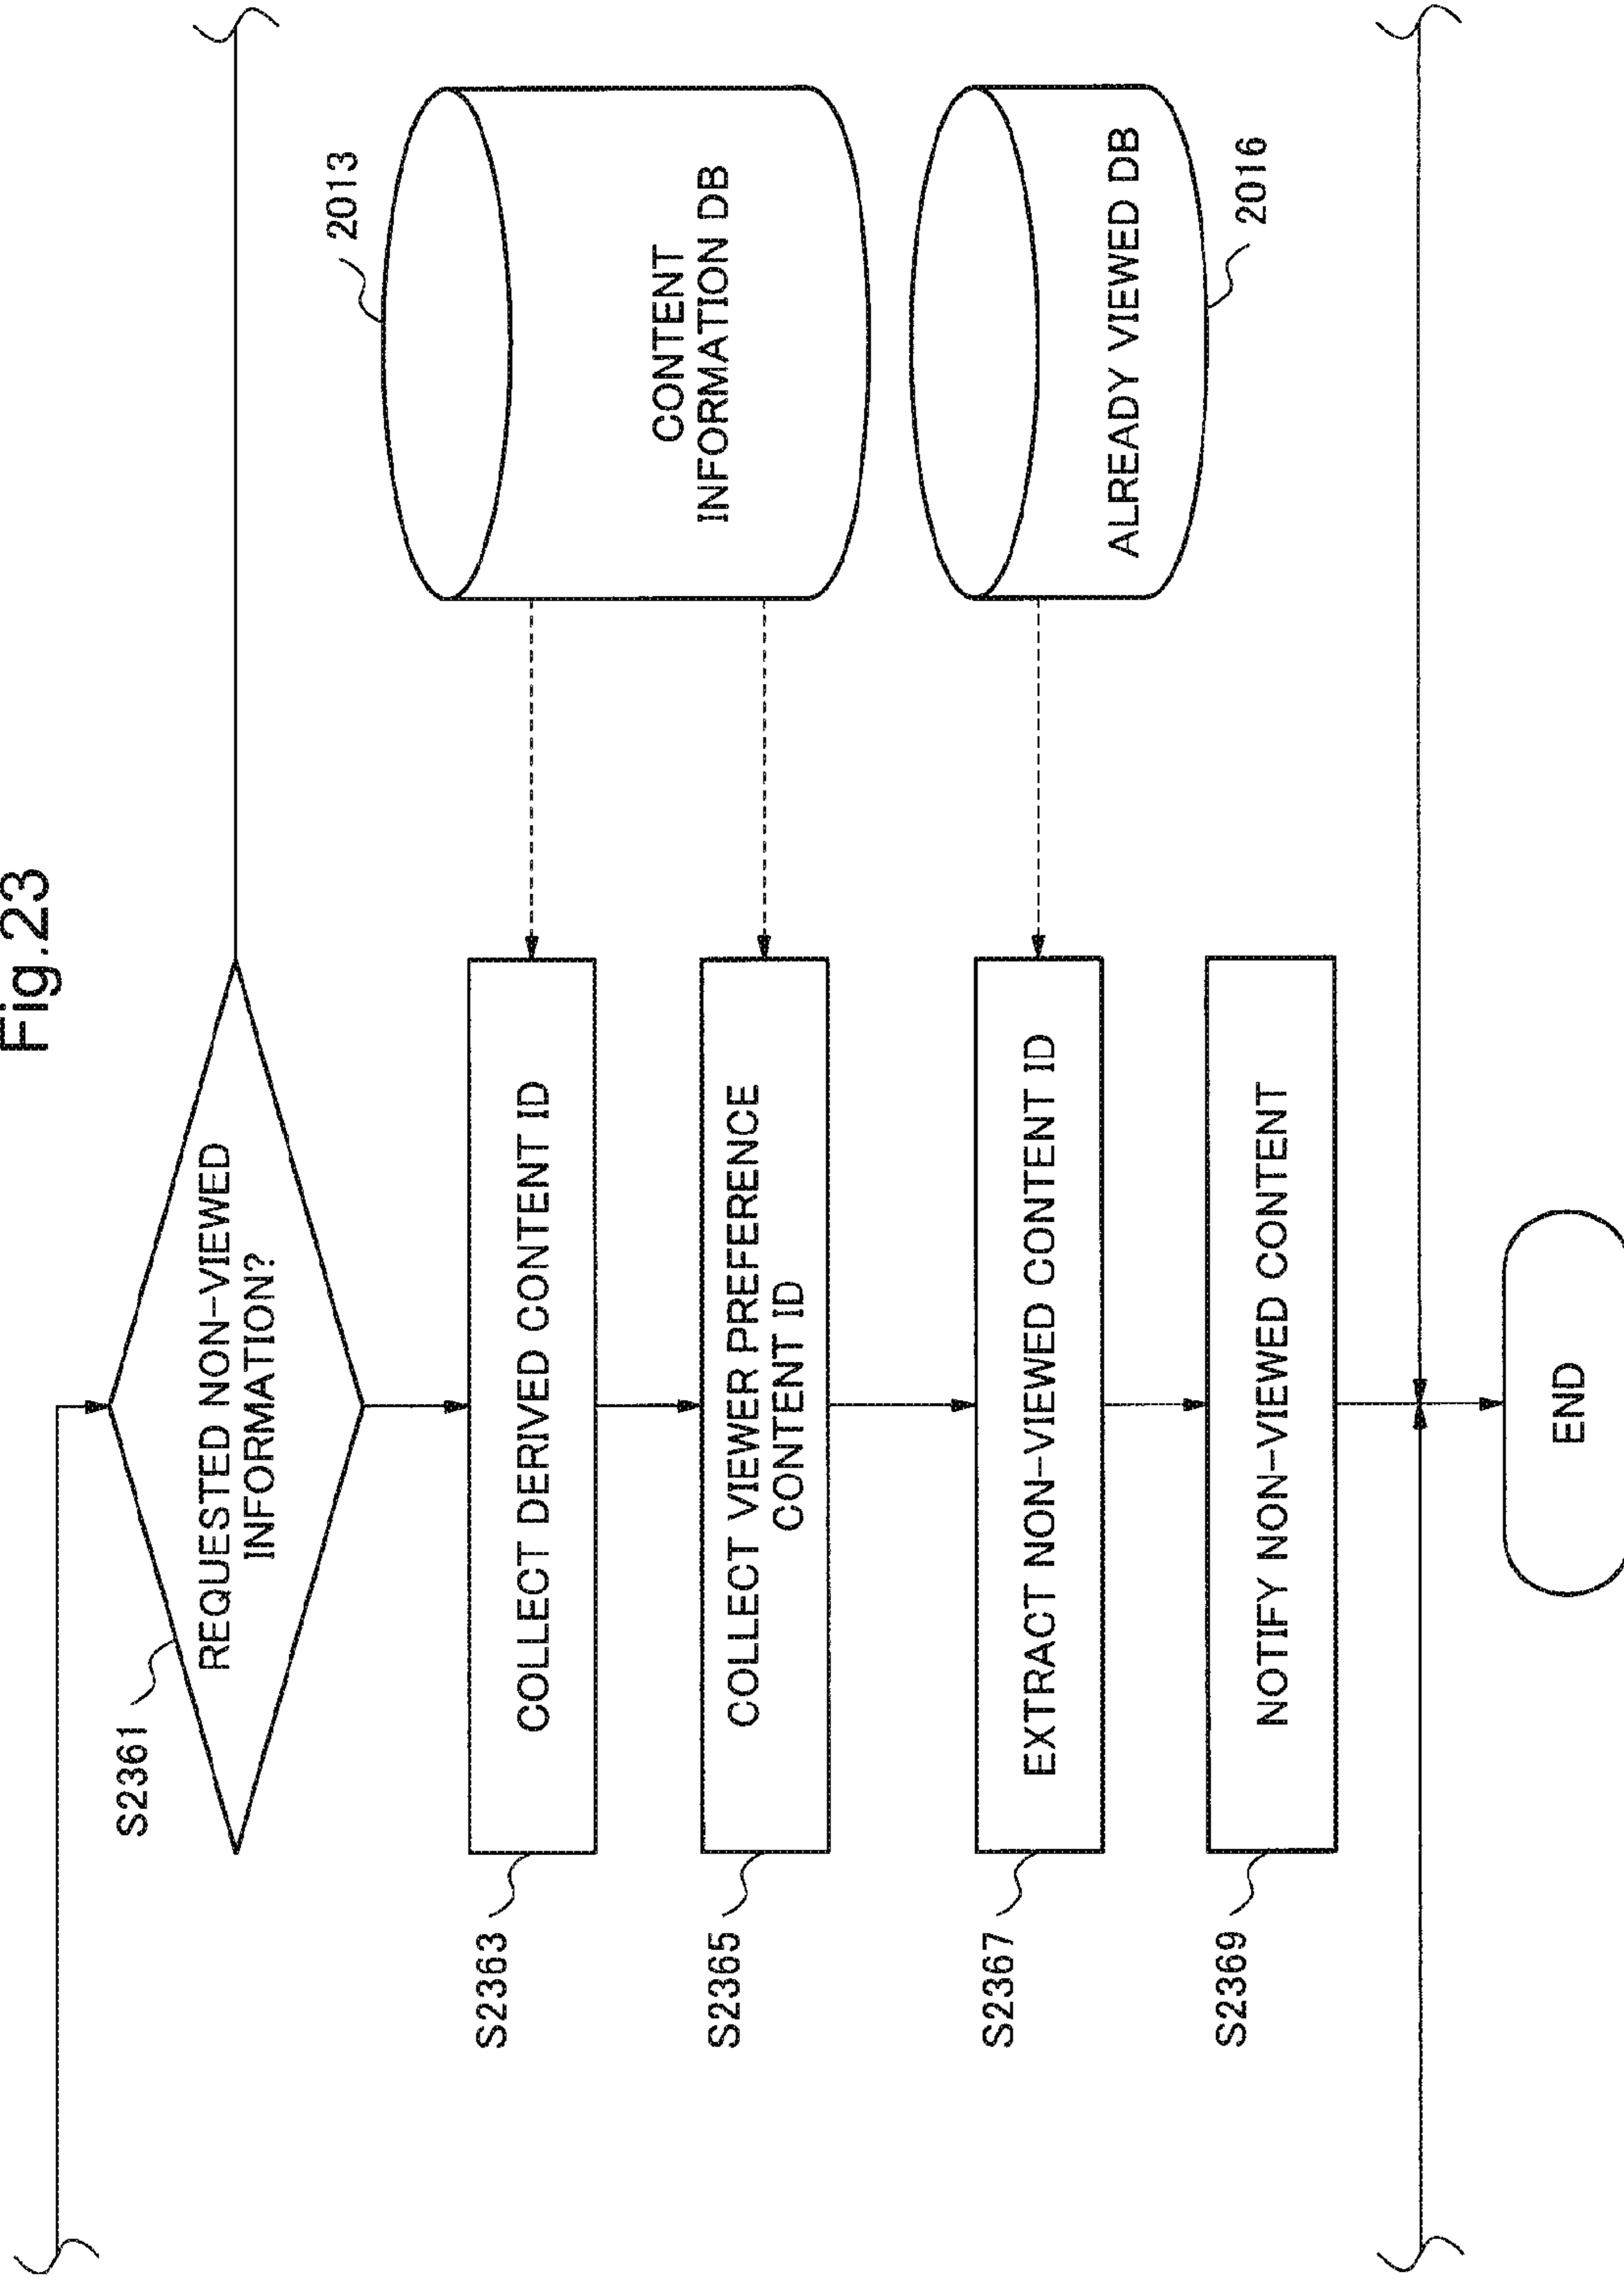 Fig.23
S2361
REQUESTED NON-VIEWED
INFORMATION?
2013
S2363
COLLECT DERIVED CONTENT ID
CONTENT
INFORMATION DB
S2365
COLLECT VIEWER PREFERENCE
CONTENT ID
S2367
EXTRACT NON-VIEWED CONTENT ID
ALREADY VIEWED DB
2016
S2369
NOTIFY NON-VIEWED CONTENT
END